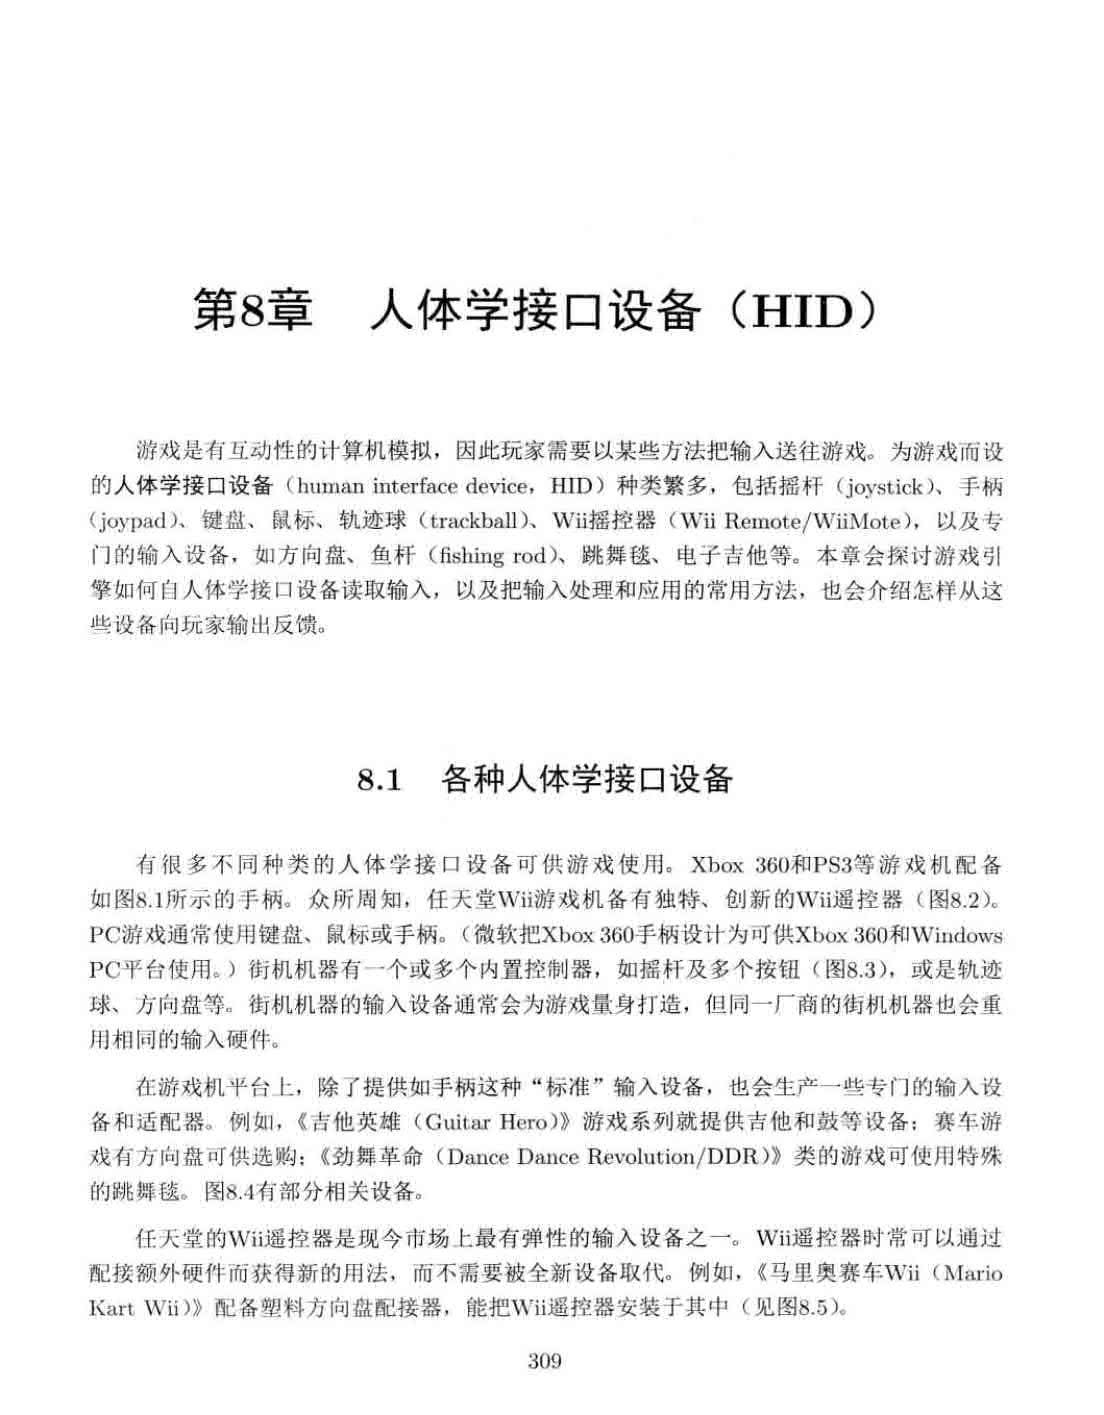 第8章 人体学接口设备（HID）
游戏是有互动性的计算机模拟，因此玩家需要以某些方法把输入送往游戏。为游戏而设
的人体学接口设备（human interface device，HID）种类繁多，包括摇杆（joystick）、手柄
（joypad）、键盘、鼠标、轨迹球（trackball）、Wii摇控器（Wii Remote/WiiMote），以及专
门的输入设备，如方向盘、鱼杆（fishing rod）、跳舞毯、电子吉他等。本章会探讨游戏引
擎如何自人体学接口设备读取输入，以及把输入处理和应用的常用方法，也会介绍怎样从这
些设备向玩家输出反馈。
8.1 各种人体学接口设备
有很多不同种类的人体学接口设备可供游戏使用。Xbox 360和PS3等游戏机配备
如图8.1所示的手柄。众所周知，任天堂Wii游戏机备有独特、创新的Wii遥控器（图8.2）。
PC游戏通常使用键盘、鼠标或手柄。（微软把Xbox 360手柄设计为可供Xbox 360和Windows
PC平台使用。）街机机器有一个或多个内置控制器，如摇杆及多个按钮（图8.3），或是轨迹
球、方向盘等。街机机器的输入设备通常会为游戏量身打造，但同一厂商的街机机器也会重
用相同的输入硬件。
在游戏机平台上，除了提供如手柄这种“标准”输入设备，也会生产一些专门的输入设
备和适配器。例如，《吉他英雄（Guitar Hero）》游戏系列就提供吉他和鼓等设备；赛车游
戏有方向盘可供选购；《劲舞革命（Dance Dance Revolution/DDR）》类的游戏可使用特殊
的跳舞毯。图8.4有部分相关设备。
任天堂的Wii遥控器是现今市场上最有弹性的输入设备之一。Wii遥控器时常可以通过
配接额外硬件而获得新的用法，而不需要被全新设备取代。例如，《马里奥赛车Wii（Mario
Kart Wii）》配备塑料方向盘配接器，能把Wii遥控器安装于其中（见图8.5）。
309